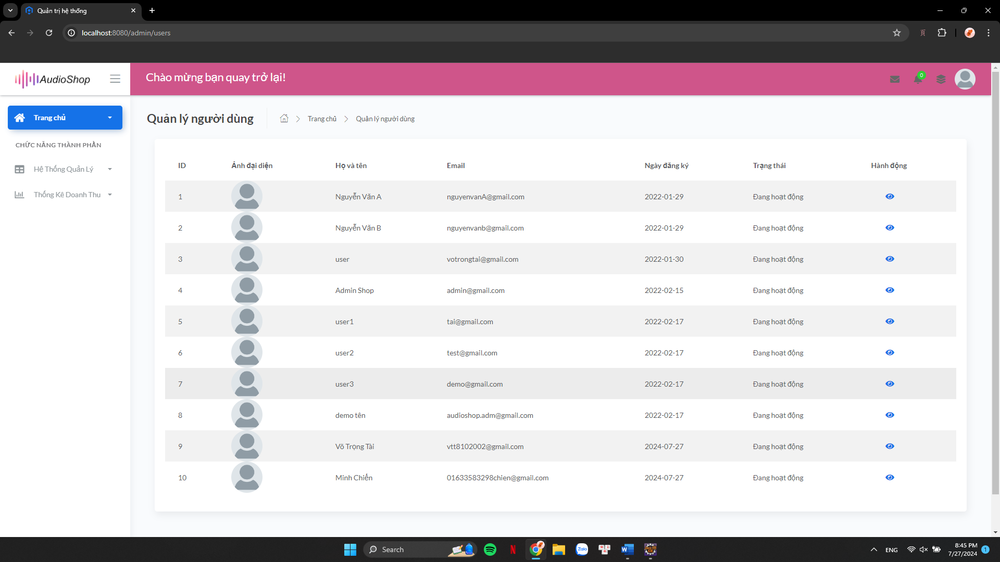 Quản trị hệ thống
localhost:8080/admin/users
AudioShop
Chào mừng bạn quay trở lại!
0
Trang chủ
CHỨC NĂNG THÀNH PHẦN
Hệ Thống Quản Lý
Thống Kê Doanh Thu
Quản lý người dùng
Trang chủ
Quản lý người dùng
ID Ảnh đại diện Họ và tên Email Ngày đăng ký Trạng thái Hành động
1 Nguyễn Văn A nguyenvanA@gmail.com 2022-01-29 Đang hoạt động
2 Nguyễn Văn B nguyenvanb@gmail.com 2022-01-29 Đang hoạt động
3 user votrongtai@gmail.com 2022-01-30 Đang hoạt động
4 Admin Shop admin@gmail.com 2022-02-15 Đang hoạt động
5 user1 tai@gmail.com 2022-02-17 Đang hoạt động
6 user2 test@gmail.com 2022-02-17 Đang hoạt động
7 user3 demo@gmail.com 2022-02-17 Đang hoạt động
8 demo tên audioshop.adm@gmail.com 2022-02-17 Đang hoạt động
9 Võ Trọng Tài vtt8102002@gmail.com 2024-07-27 Đang hoạt động
10 Minh Chiến 01633583298chien@gmail.com 2024-07-27 Đang hoạt động
Search
N
Zalo
W
ENG
8:45 PM
7/27/2024
1